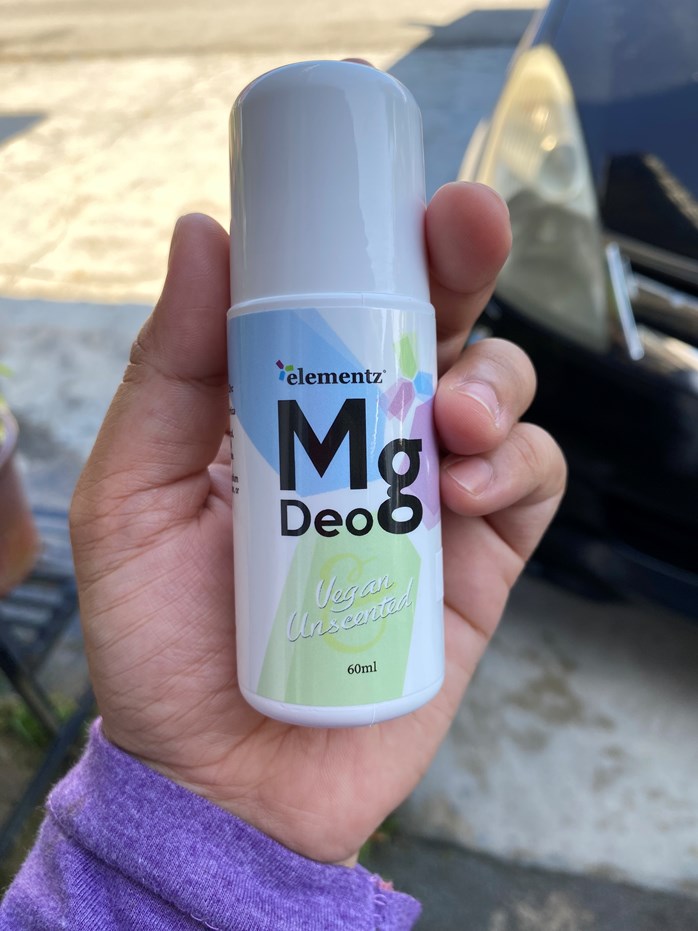 elementz
Mg
Deo
Vegan
Unscented
60ml